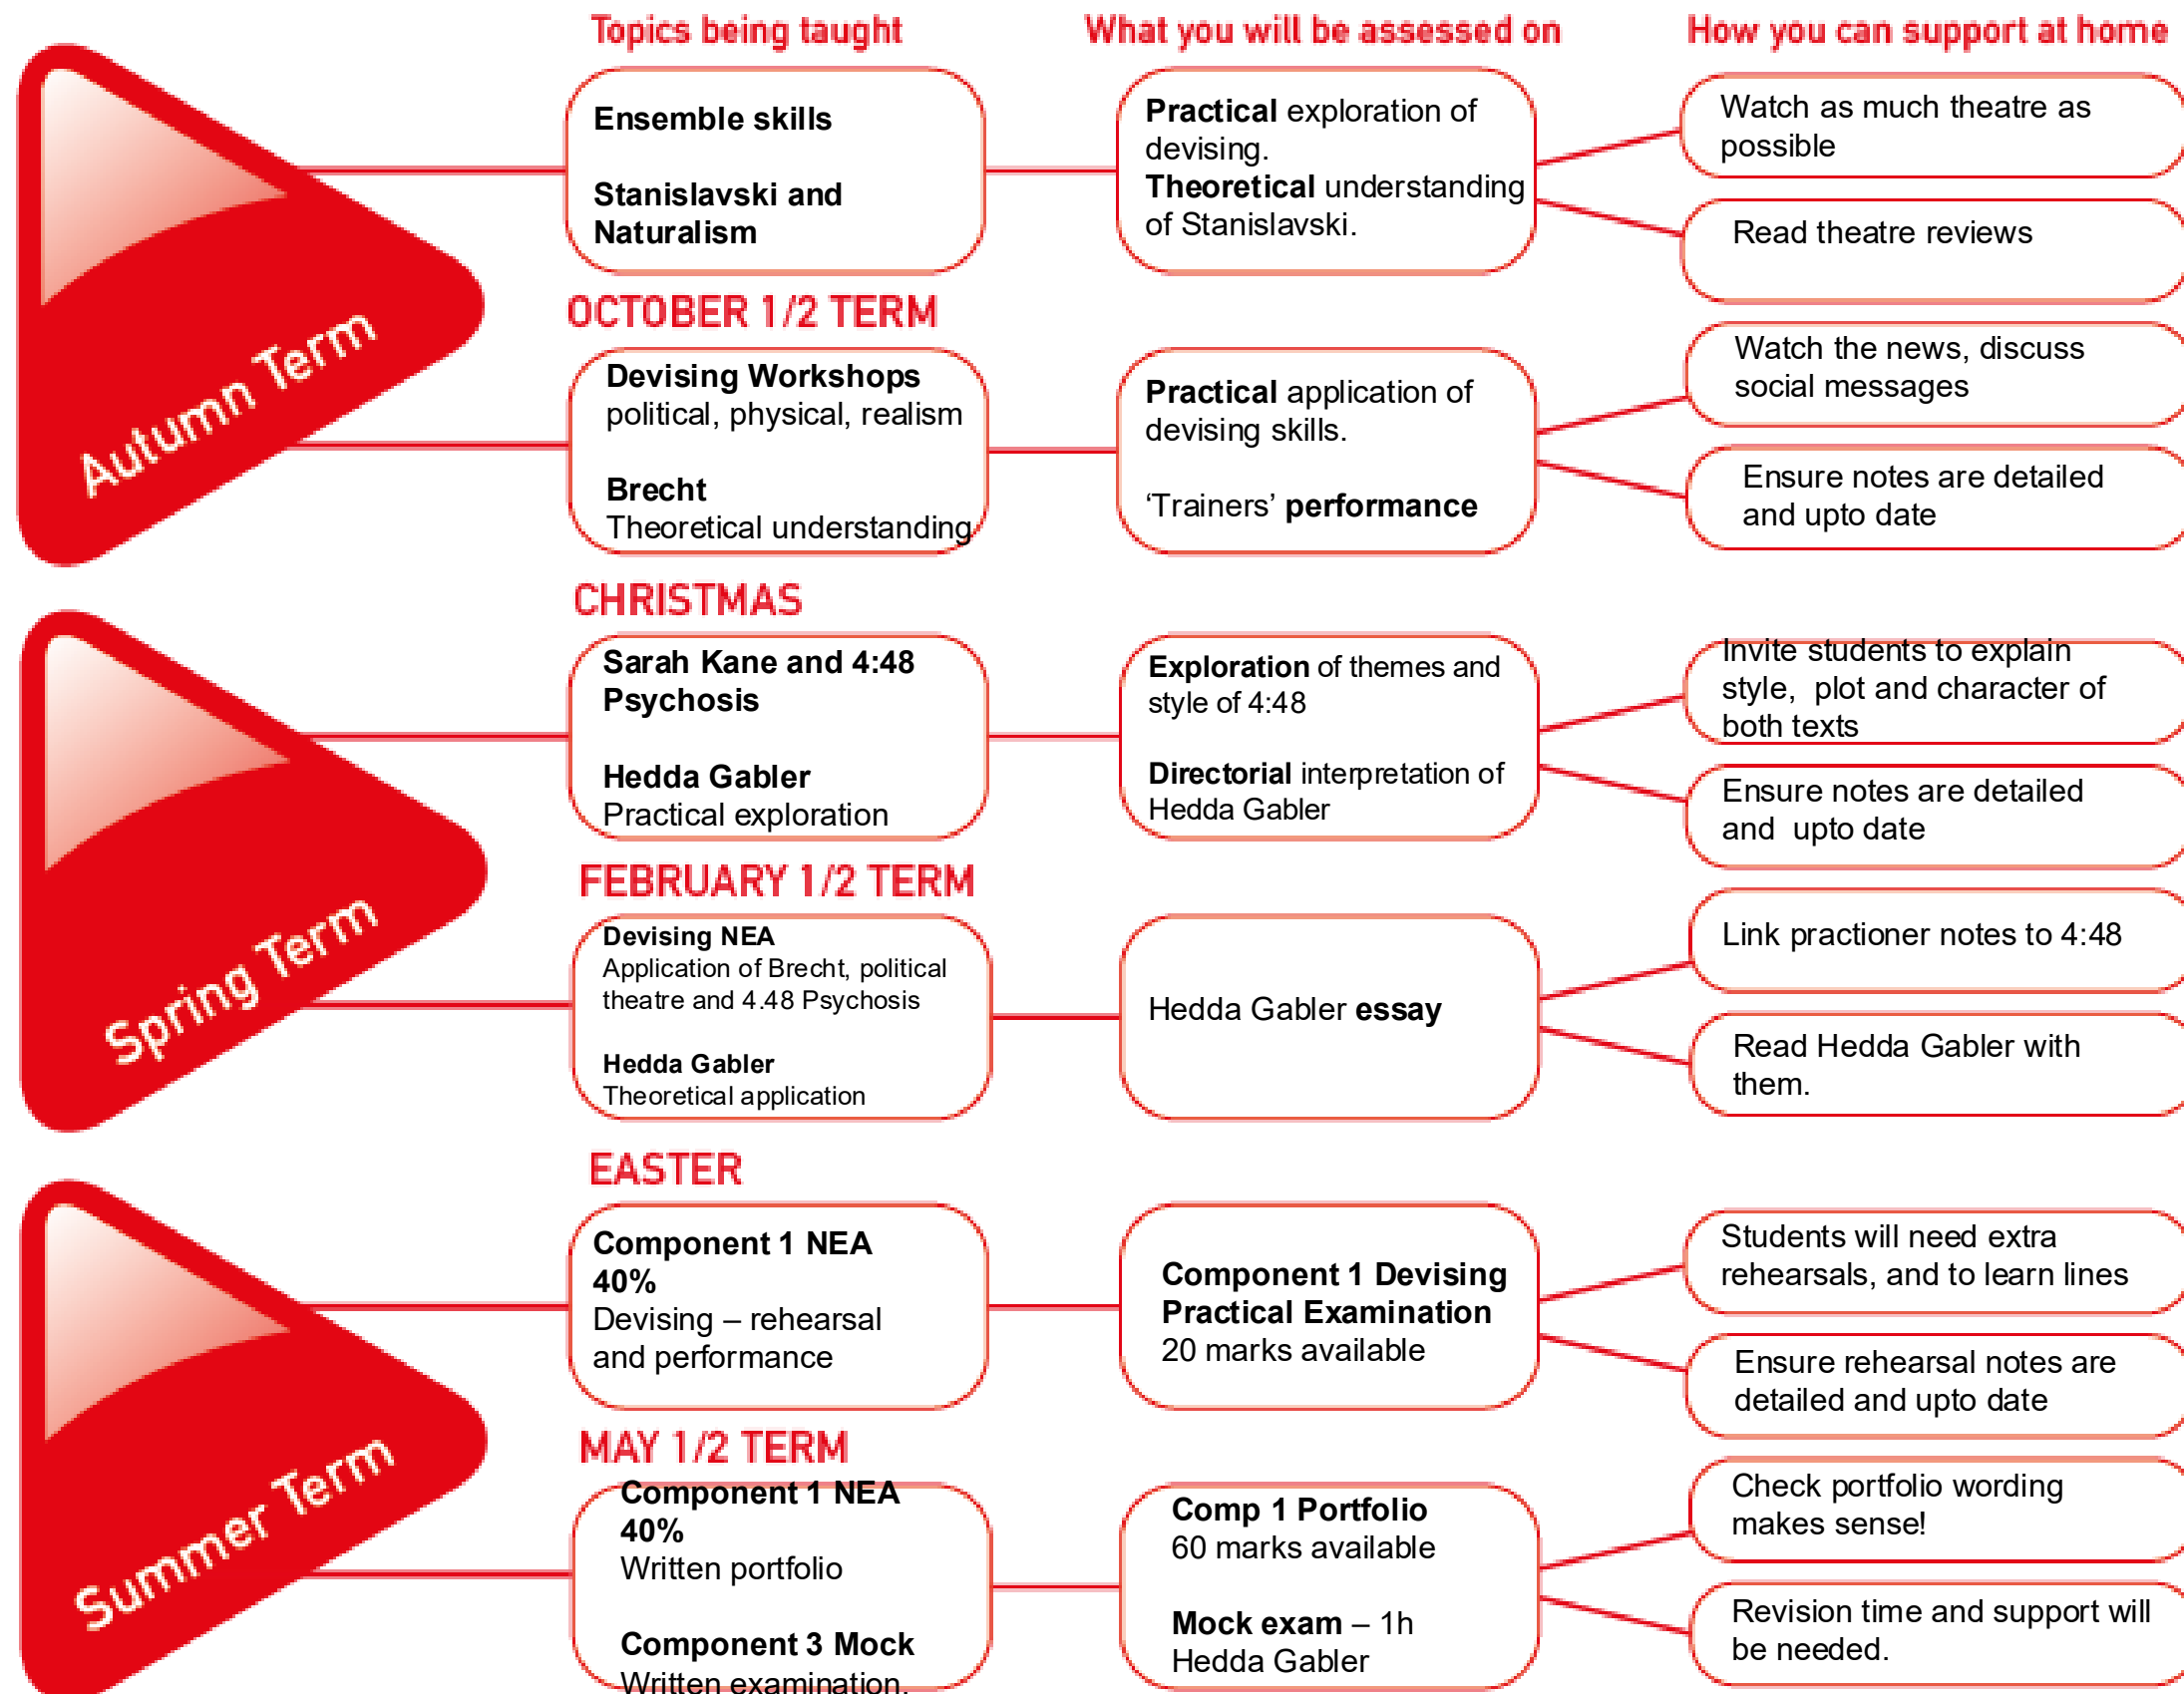 Topics being taught
What you will be assessed on
How you can support at home
Autumn Term
Ensemble skills
Stanislavski and
Naturalism
Practical exploration of
devising.
Theoretical understanding
of Stanislavski.
Watch as much theatre as
possible
Read theatre reviews
OCTOBER 1/2 TERM
Devising Workshops
political, physical, realism
Brecht
Theoretical understanding
Practical application of
devising skills.
‘Trainers’ performance
Watch the news, discuss
social messages
Ensure notes are detailed
and upto date
CHRISTMAS
Spring Term
Sarah Kane and 4:48
Psychosis
Hedda Gabler
Practical exploration
Exploration of themes and
style of 4:48
Directorial interpretation of
Hedda Gabler
Invite students to explain
style, plot and character of
both texts
Ensure notes are detailed
and upto date
FEBRUARY 1/2 TERM
Devising NEA
Application of Brecht, political
theatre and 4.48 Psychosis
Hedda Gabler
Theoretical application
Hedda Gabler essay
Link practioner notes to 4:48
Read Hedda Gabler with
them.
EASTER
Summer Term
Component 1 NEA
40%
Devising – rehearsal
and performance
Component 1 Devising
Practical Examination
20 marks available
Students will need extra
rehearsals, and to learn lines
Ensure rehearsal notes are
detailed and upto date
MAY 1/2 TERM
Component 1 NEA
40%
Written portfolio
Component 3 Mock
Written examination.
Comp 1 Portfolio
60 marks available
Mock exam – 1h
Hedda Gabler
Check portfolio wording
makes sense!
Revision time and support will
be needed.